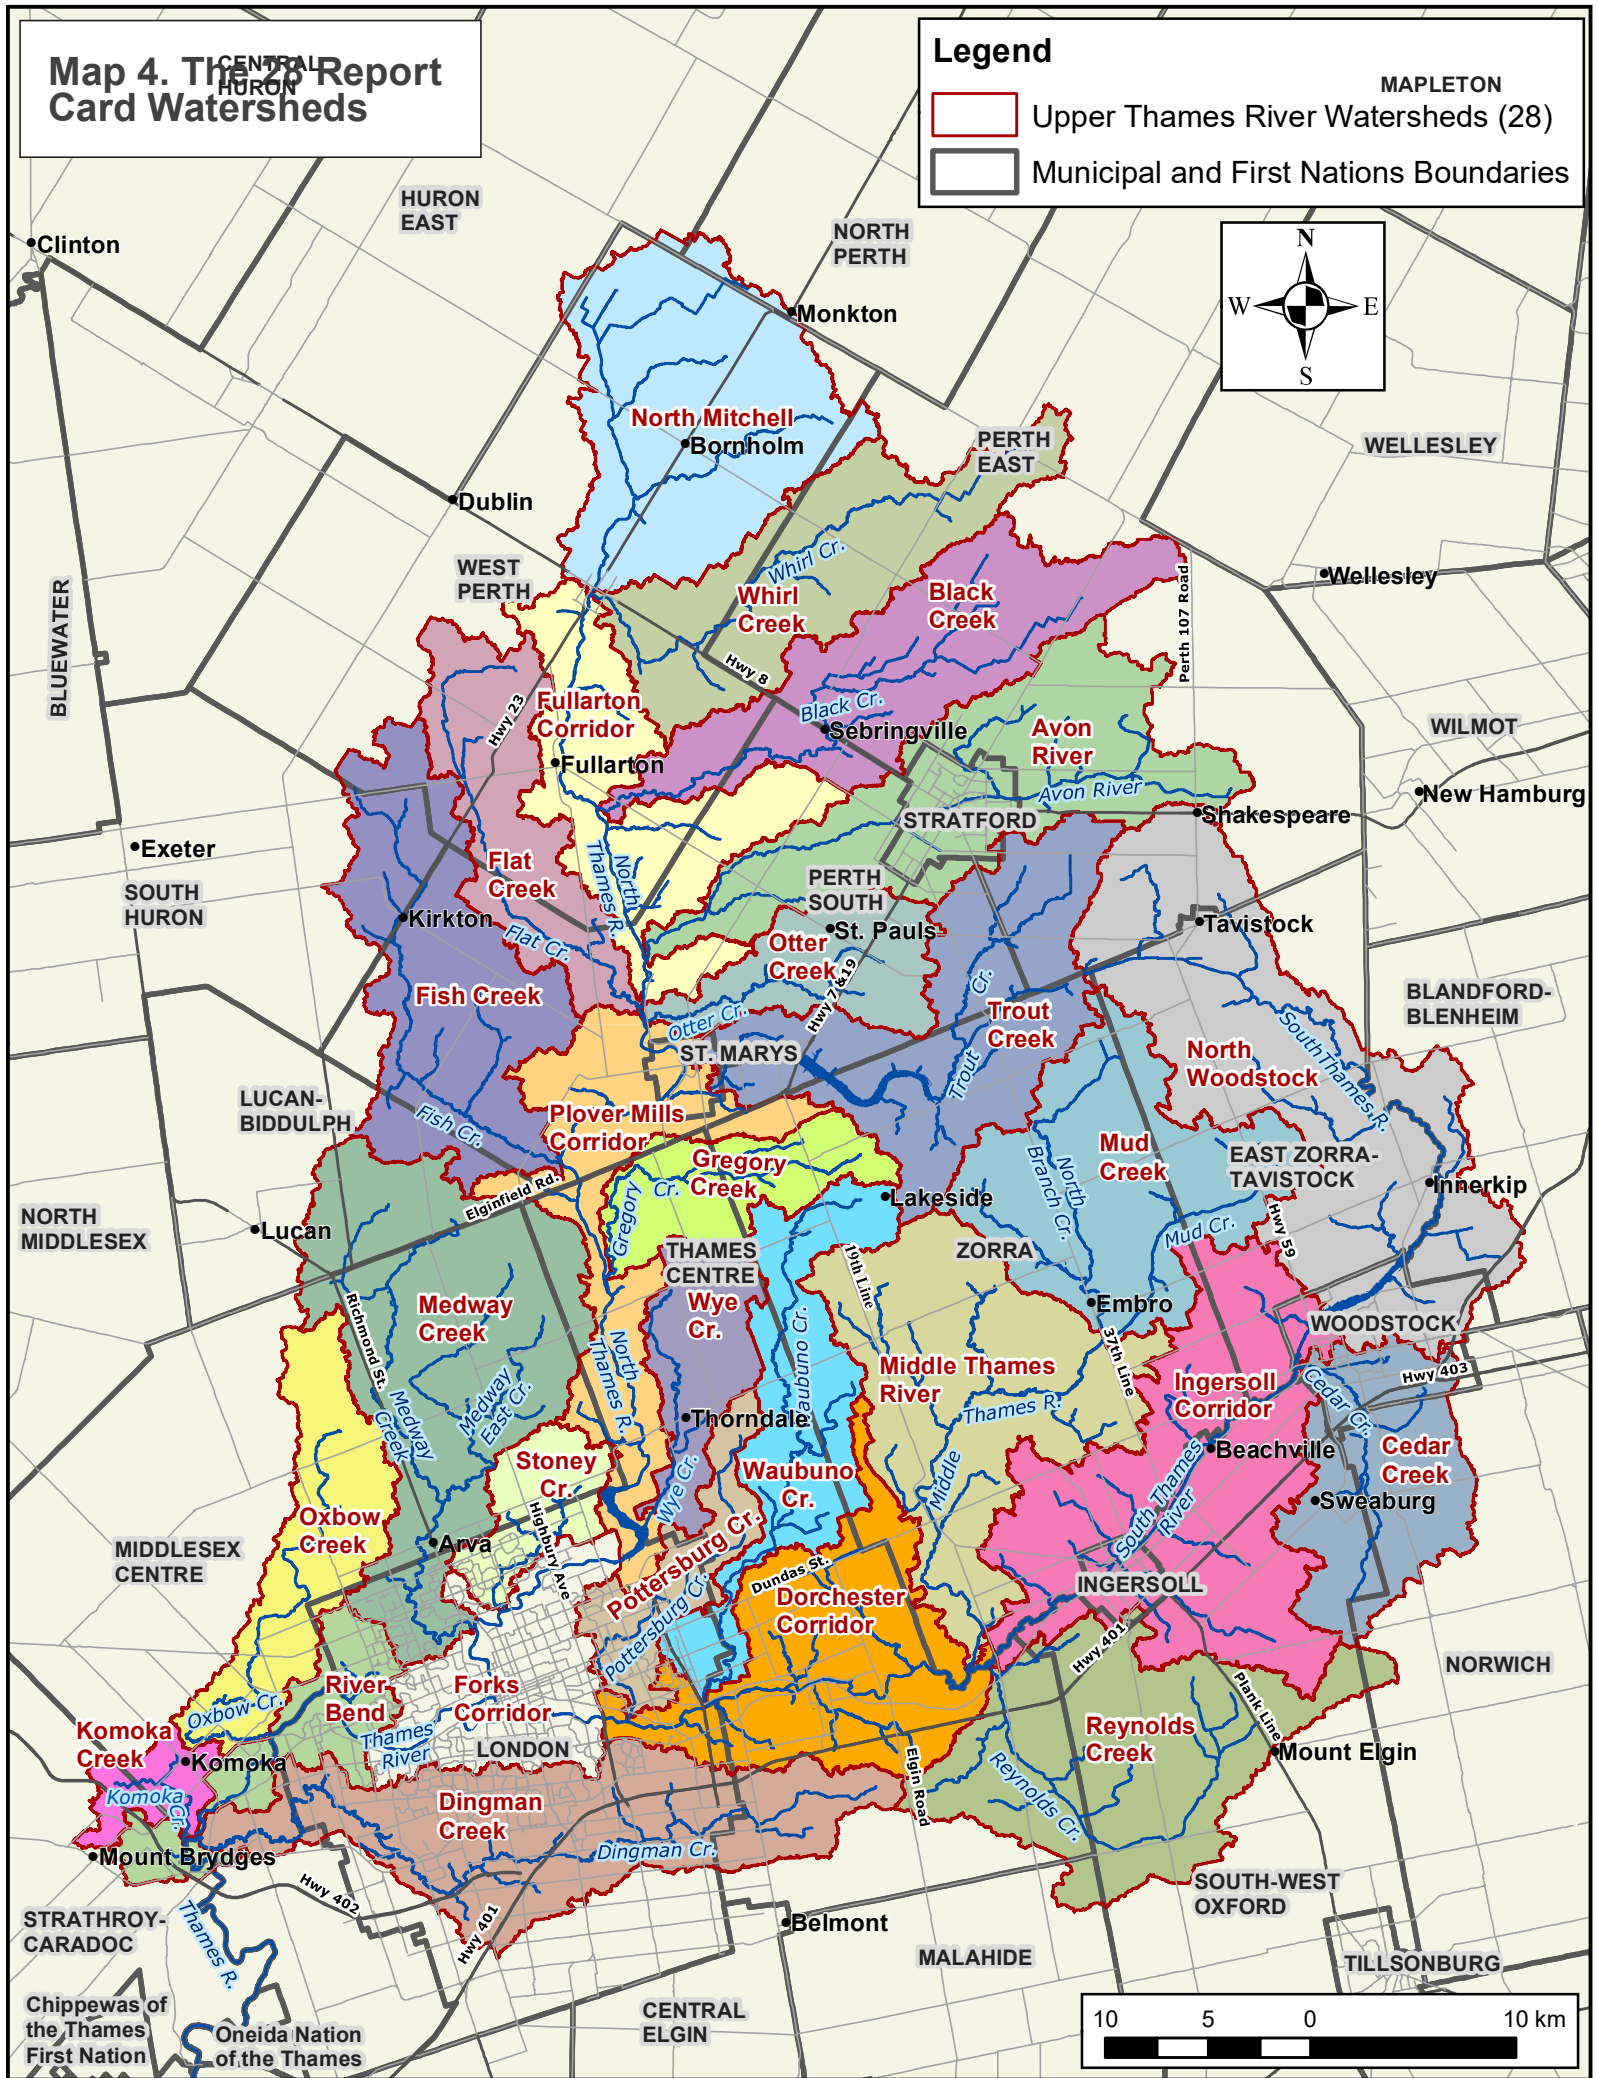 Map 4. The 28 Report
Card Watersheds
CENTRAL
HURON
Legend
MAPLETON
Upper Thames River Watersheds (28)
Municipal and First Nations Boundaries
HURON
EAST
NORTH
PERTH
Clinton
N
W
E
S
Monkton
North Mitchell
Bornholm
PERTH
EAST
WELLESLEY
Dublin
WEST
PERTH
Whirl Cr.
Whirl
Creek
Black
Creek
Wellesley
Perth 107 Road
BLUEWATER
Hwy 8
Hwy 23
Fullarton
Corridor
Black Cr.
Sebringville
Avon
River
WILMOT
Fullarton
Avon River
New Hamburg
STRATFORD
Shakespeare
Exeter
Flat
Creek
North
Thames R.
PERTH
SOUTH
SOUTH
HURON
Kirkton
St. Pauls
Tavistock
Flat Cr.
Otter
Creek
Hwy 7 &19
Fish Creek
Trout
Creek
Trout
Cr.
BLANDFORD-
BLENHEIM
Otter Cr.
ST. MARYS
North
Woodstock
South Thames R.
LUCAN-
BIDDULPH
Fish Cr.
Plover Mills
Corridor
Gregory
Creek
Mud
Creek
EAST ZORRA-
TAVISTOCK
Innerkip
Elginfield Rd.
Gregory
Cr.
Lakeside
North
Branch Cr.
NORTH
MIDDLESEX
Lucan
Mud Cr.
Hwy 59
THAMES
CENTRE
ZORRA
19th Line
Wye
Cr.
Embro
Richmond St.
Medway
Creek
WOODSTOCK
North
Thames R.
Waubuno Cr.
37th Line
Middle Thames
River
Ingersoll
Corridor
Hwy 403
Cedar Cr.
Medway
Creek
Medway
East Cr.
Thorndale
Thames R.
Middle
Beachville
Cedar
Creek
Stoney
Cr.
Waubuno
Cr.
Wye Cr.
South Thames
River
Sweaburg
Oxbow
Creek
Arva
Highbury Ave
MIDDLESEX
CENTRE
Pottersburg Cr.
Pottersburg Cr.
Dundas St.
Dorchester
Corridor
INGERSOLL
Hwy 401
NORWICH
River
Bend
Forks
Corridor
Oxbow Cr.
Plank Line
Komoka
Creek
Thames
River
LONDON
Reynolds
Creek
Mount Elgin
Komoka
Komoka
Cr.
Elgin Road
Reynolds Cr.
Dingman
Creek
Dingman Cr.
Mount Brydges
Hwy 402
SOUTH-WEST
OXFORD
STRATHROY-
CARADOC
Thames R.
Hwy 401
Belmont
MALAHIDE
TILLSONBURG
Chippewas of
the Thames
First Nation
Oneida Nation
of the Thames
CENTRAL
ELGIN
10 5 0 10 km